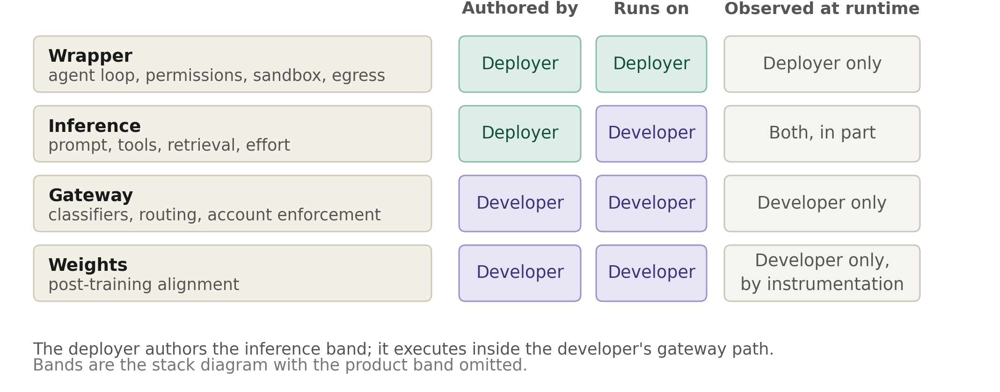 Authored by Runs on Observed at runtime
Wrapper
agent loop, permissions, sandbox, egress
Deployer Deployer Deployer only
Inference
prompt, tools, retrieval, effort
Deployer Developer Both, in part
Gateway
classifiers, routing, account enforcement
Developer Developer Developer only
Weights
post-training alignment
Developer Developer Developer only,
by instrumentation
The deployer authors the inference band; it executes inside the developer's gateway path.
Bands are the stack diagram with the product band omitted.